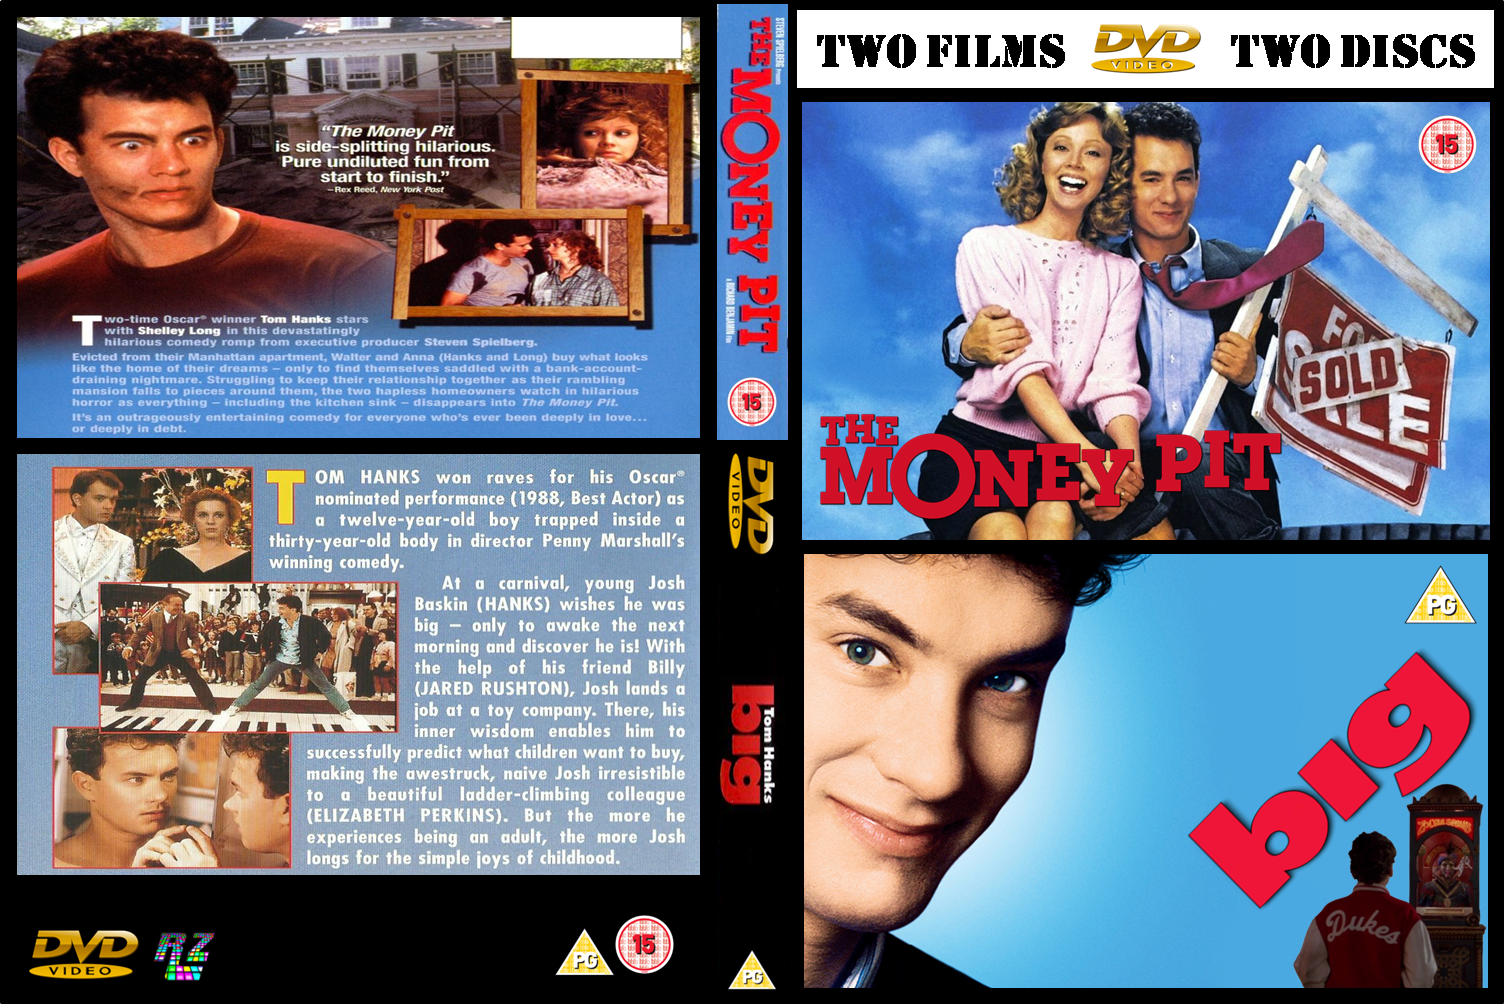 “The Money Pit
is side-splitting hilarious.
Pure undiluted fun from
start to finish.”
– Rex Reed, New York Post
Two-time Oscar® winner Tom Hanks stars
with Shelley Long in this devastatingly
hilarious comedy romp from executive producer Steven Spielberg.
Evicted from their Manhattan apartment, Walter and Anna (Hanks and Long) buy what looks
like the home of their dreams – only to find themselves saddled with a bank-account-
draining nightmare. Struggling to keep their relationship together as their rambling
mansion falls to pieces around them, the two hapless homeowners watch in hilarious
horror as everything – including the kitchen sink – disappears into The Money Pit.
It's an outrageously entertaining comedy for everyone who's ever been deeply in love...
or deeply in debt.
TOM HANKS won raves for his Oscar®
nominated performance (1988, Best Actor) as
a twelve-year-old boy trapped inside a
thirty-year-old body in director Penny Marshall's
winning comedy.
At a carnival, young Josh
Baskin (HANKS) wishes he was
big – only to awake the next
morning and discover he is! With
the help of his friend Billy
(JARED RUSHTON), Josh lands a
job at a toy company. There, his
inner wisdom enables him to
successfully predict what children want to buy,
making the awestruck, naive Josh irresistible
to a beautiful ladder-climbing colleague
(ELIZABETH PERKINS). But the more he
experiences being an adult, the more Josh
longs for the simple joys of childhood.
DVD
VIDEO
RZ
PG
15
STEVEN SPIELBERG Presents
THE
MONEY PIT
A RICHARD BENJAMIN Film
15
DVD
VIDEO
Tom Hanks
big
PG
TWO FILMS
DVD
VIDEO
TWO DISCS
15
FOR
SOLD
SALE
THE
MONEY PIT
PG
big
Dukes